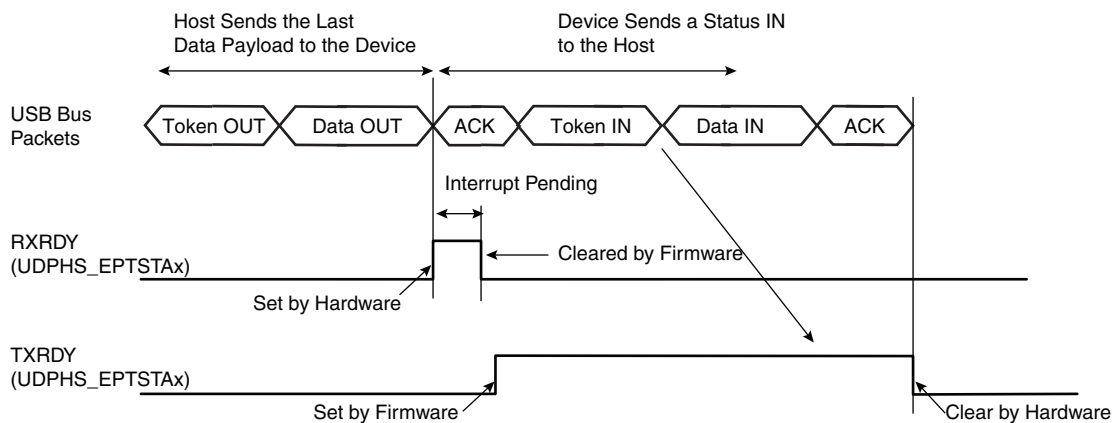 Host Sends the Last
Data Payload to the Device
Device Sends a Status IN
to the Host
USB Bus
Packets
Token OUT
Data OUT
ACK
Token IN
Data IN
ACK
Interrupt Pending
RXRDY
(UDPHS_EPTSTAx)
Cleared by Firmware
Set by Hardware
TXRDY
(UDPHS_EPTSTAx)
Set by Firmware
Clear by Hardware